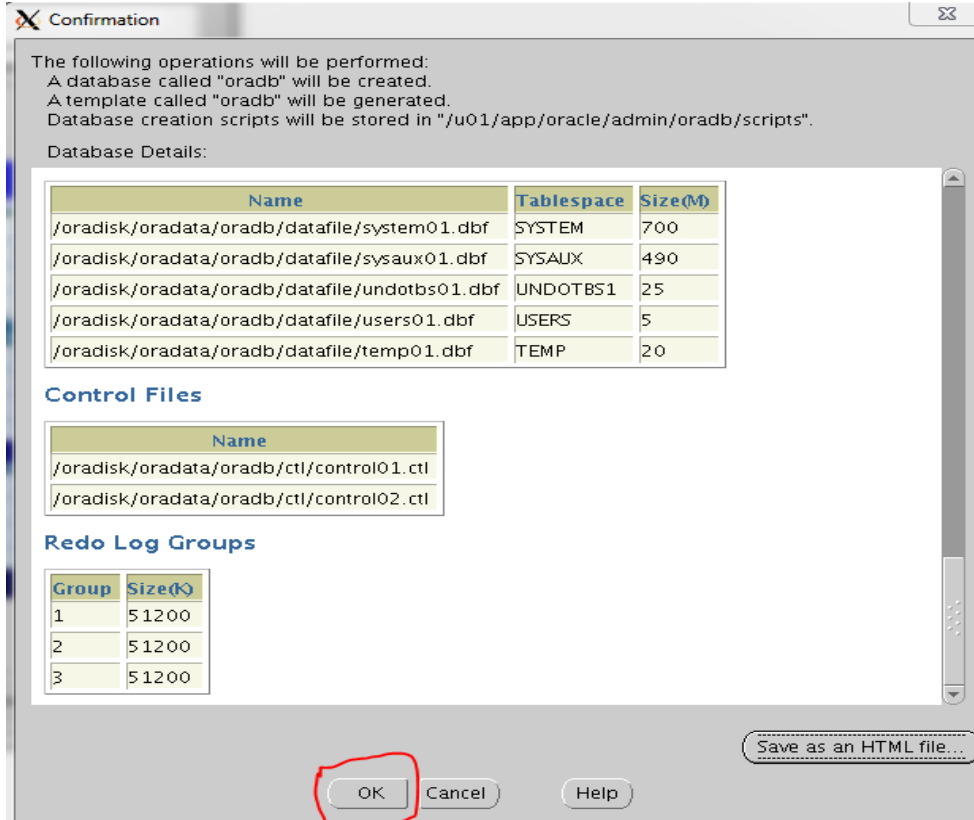 Confirmation
The following operations will be performed:
A database called "oradb" will be created.
A template called "oradb" will be generated.
Database creation scripts will be stored in "/u01/app/oracle/admin/oradb/scripts".
Database Details:
Name Tablespace Size(M)
/oradisk/oradata/oradb/datafile/system01.dbf SYSTEM 700
/oradisk/oradata/oradb/datafile/sysaux01.dbf SYSAUX 490
/oradisk/oradata/oradb/datafile/undotbs01.dbf UNDOTBS1 25
/oradisk/oradata/oradb/datafile/users01.dbf USERS 5
/oradisk/oradata/oradb/datafile/temp01.dbf TEMP 20
Control Files
Name
/oradisk/oradata/oradb/ctl/control01.ctl
/oradisk/oradata/oradb/ctl/control02.ctl
Redo Log Groups
Group Size(K)
1 51200
2 51200
3 51200
Save as an HTML file...
OK Cancel Help